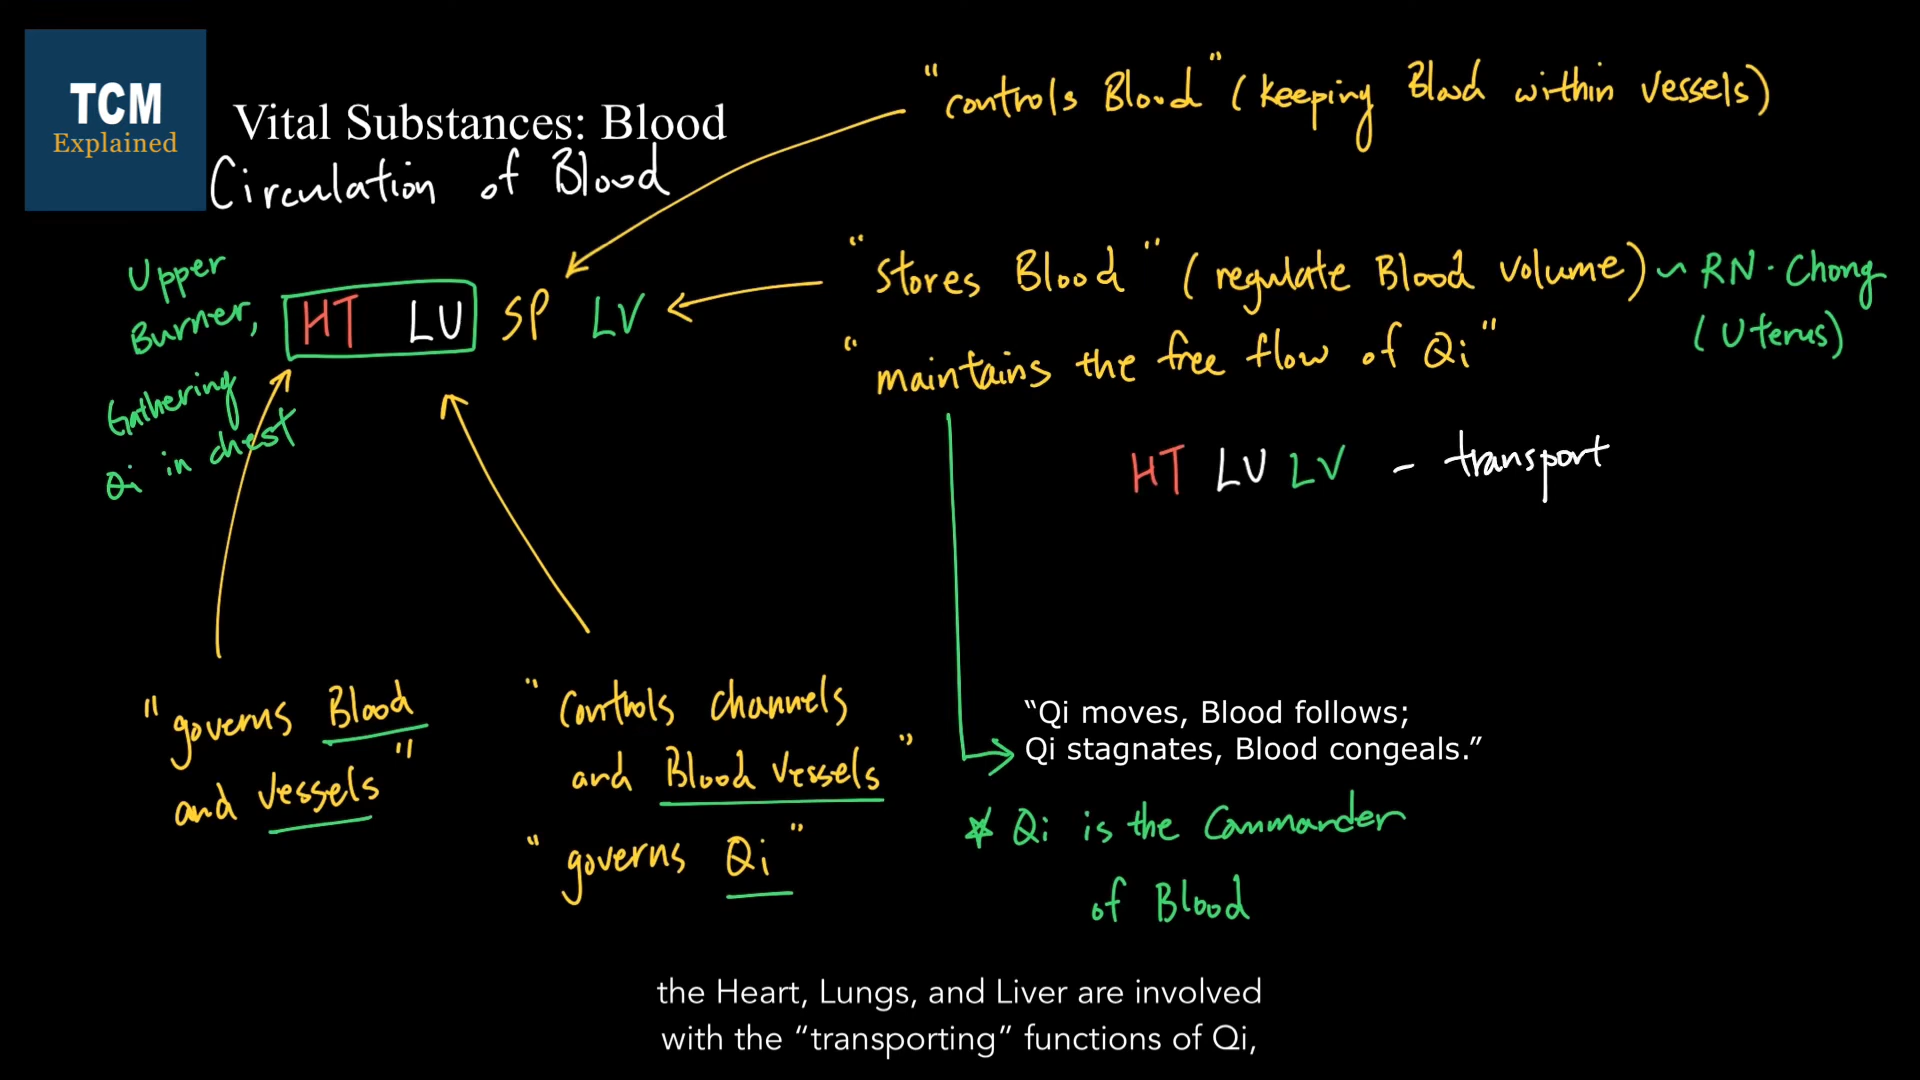 TCM
Explained
Vital Substances: Blood
Circulation of Blood
"controls Blood" (keeping Blood within vessels)
"Stores Blood" (regulate Blood volume) ~ RN. Chong
(Uterus)
"maintains the free flow of Qi"
Upper
Burner,
Gathering
Qi in chest
HT LU SP LV
HT LU LV - transport
"governs Blood
and vessels"
"Controls channels
and Blood vessels"
"governs Qi"
“Qi moves, Blood follows;
Qi stagnates, Blood congeals.”
* Qi is the Commander
of Blood
the Heart, Lungs, and Liver are involved
with the “transporting” functions of Qi,